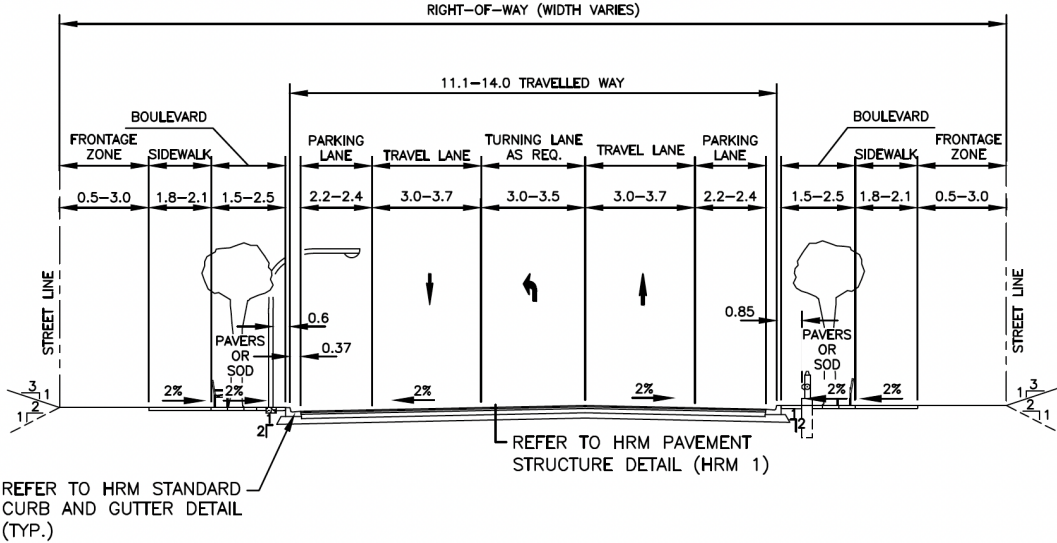 RIGHT-OF-WAY (WIDTH VARIES)
11.1-14.0 TRAVELLED WAY
BOULEVARD
BOULEVARD
FRONTAGE
ZONE
SIDEWALK
PARKING
LANE
TRAVEL LANE
TURNING LANE
AS REQ.
TRAVEL LANE
PARKING
LANE
SIDEWALK
FRONTAGE
ZONE
0.5-3.0
1.8-2.1
1.5-2.5
2.2-2.4
3.0-3.7
3.0-3.5
3.0-3.7
2.2-2.4
1.5-2.5
1.8-2.1
0.5-3.0
STREET LINE
STREET LINE
0.6
0.37
0.85
PAVERS
OR
SOD
PAVERS
OR
SOD
3
1
2
1
2%
2%
2%
2%
2%
2%
3
1
2
1
1
2
1
2
REFER TO HRM PAVEMENT
STRUCTURE DETAIL (HRM 1)
REFER TO HRM STANDARD
CURB AND GUTTER DETAIL
(TYP.)